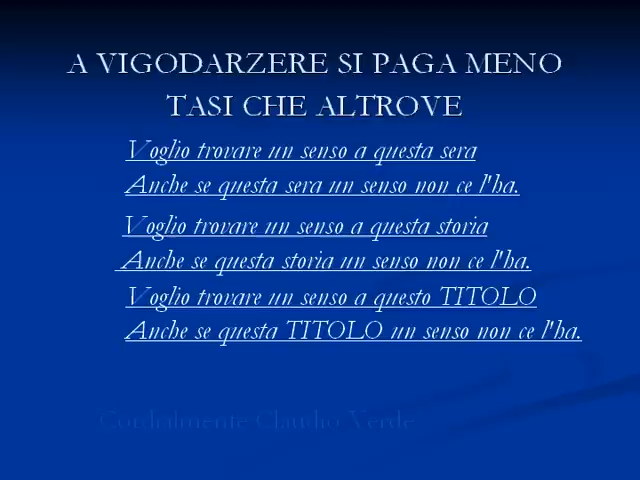 A VIGODARZERE SI PAGA MENO
TASI CHE ALTROVE
Voglio trovare un senso a questa sera
Anche se questa sera un senso non ce l'ha.
Voglio trovare un senso a questa storia
Anche se questa storia un senso non ce l'ha.
Voglio trovare un senso a questo TITOLO
Anche se questa TITOLO un senso non ce l'ha.
Cordialmente Claudio Verde